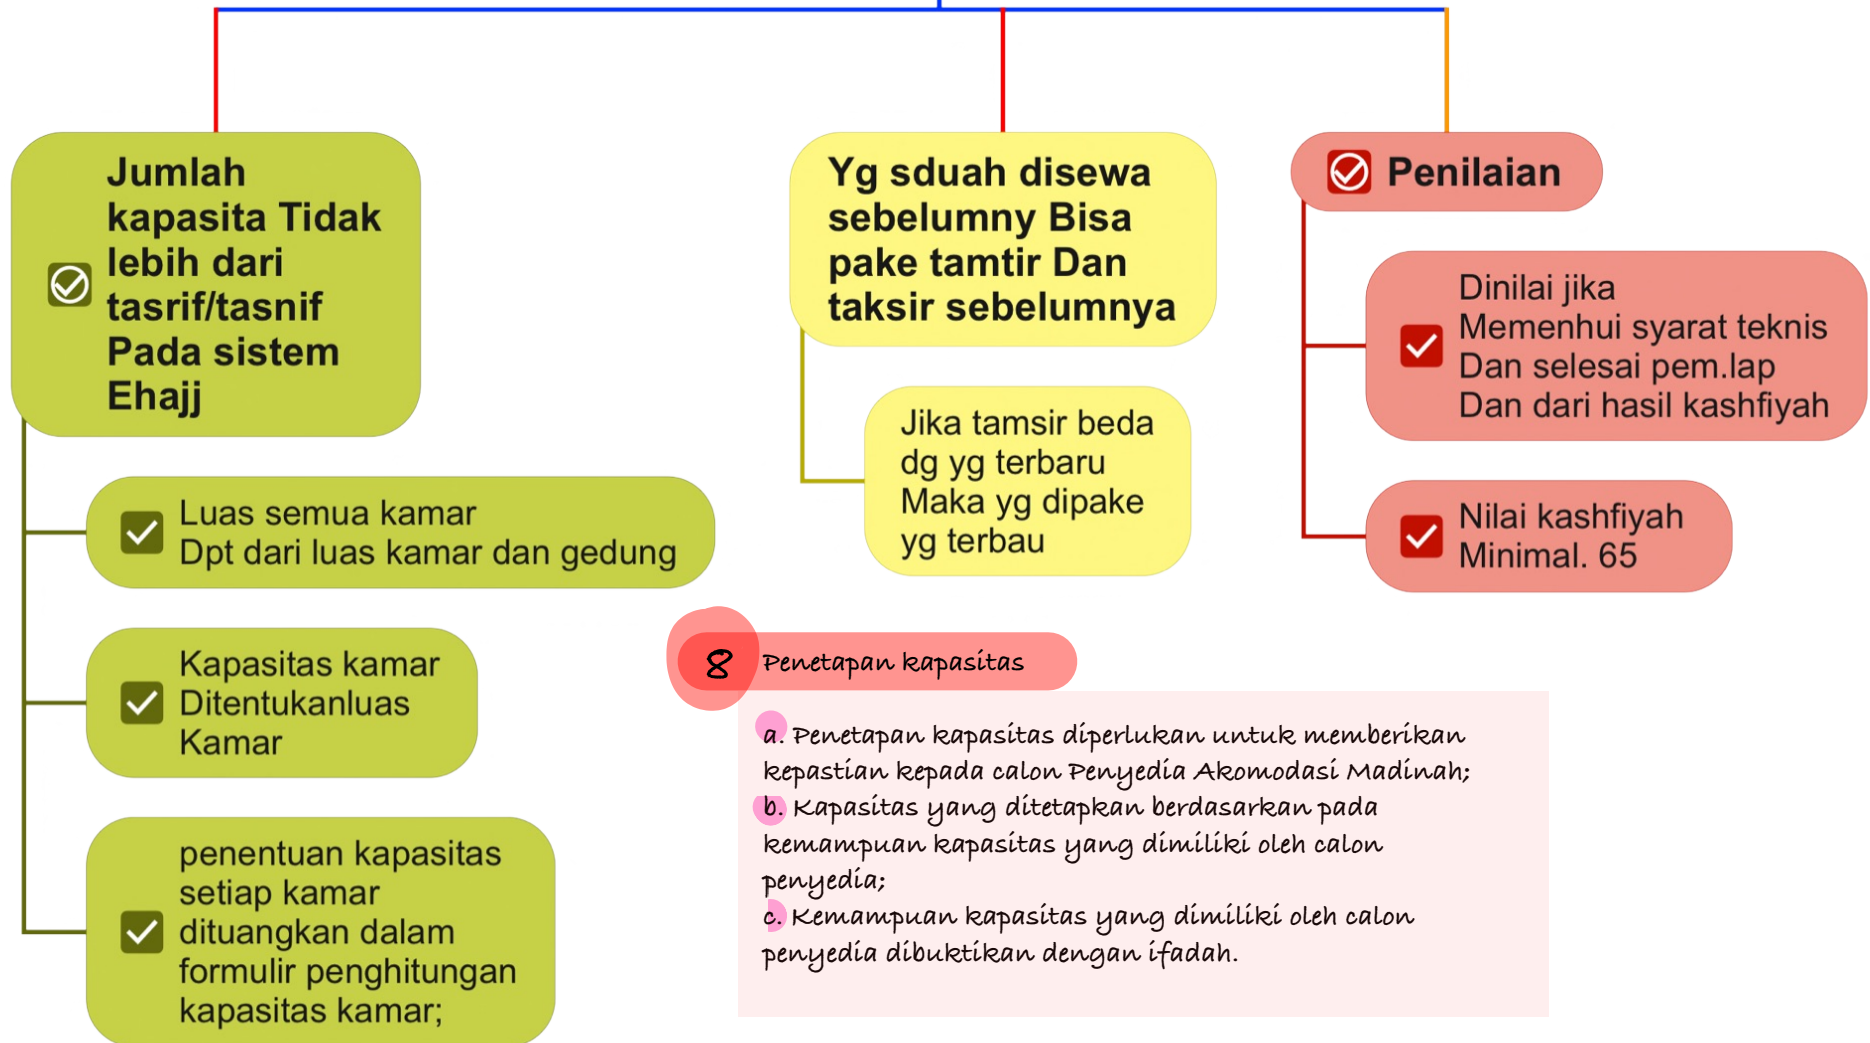 Jumlah
kapasita Tidak
lebih dari
tasrif/tasnif
Pada sistem
Ehajj
Luas semua kamar
Dpt dari luas kamar dan gedung
Kapasitas kamar
Ditentukanluas
Kamar
penentuan kapasitas
setiap kamar
dituangkan dalam
formulir penghitungan
kapasitas kamar;
Yg sduah disewa
sebelumny Bisa
pake tamtir Dan
taksir sebelumnya
Jika tamsir beda
dg yg terbaru
Maka yg dipake
yg terbau
Penilaian
Dinilai jika
Memenhui syarat teknis
Dan selesai pem.lap
Dan dari hasil kashfiyah
Nilai kashfiyah
Minimal. 65
8 Penetapan kapasitas
a. Penetapan kapasitas diperlukan untuk memberikan
kepastian kepada calon Penyedia Akomodasi Madinah;
b. Kapasitas yang ditetapkan berdasarkan pada
kemampuan kapasitas yang dimiliki oleh calon
penyedia;
c. Kemampuan kapasitas yang dimiliki oleh calon
penyedia dibuktikan dengan ifadah.